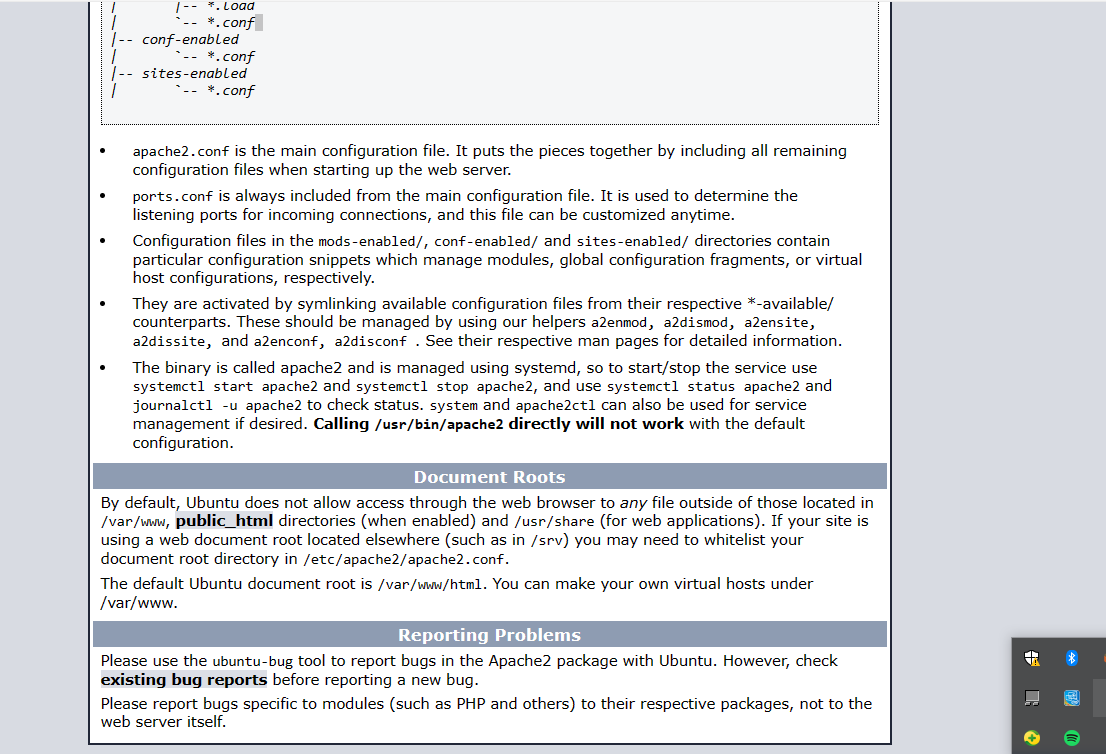 |       |-- *.load
|       `-- *.conf
|-- conf-enabled
|       `-- *.conf
|-- sites-enabled
|       `-- *.conf
• apache2.conf is the main configuration file. It puts the pieces together by including all remaining
configuration files when starting up the web server.
• ports.conf is always included from the main configuration file. It is used to determine the
listening ports for incoming connections, and this file can be customized anytime.
• Configuration files in the mods-enabled/, conf-enabled/ and sites-enabled/ directories contain
particular configuration snippets which manage modules, global configuration fragments, or virtual
host configurations, respectively.
• They are activated by symlinking available configuration files from their respective *-available/
counterparts. These should be managed by using our helpers a2enmod, a2dismod, a2ensite,
a2dissite, and a2enconf, a2disconf . See their respective man pages for detailed information.
• The binary is called apache2 and is managed using systemd, so to start/stop the service use
systemctl start apache2 and systemctl stop apache2, and use systemctl status apache2 and
journalctl -u apache2 to check status. system and apache2ctl can also be used for service
management if desired. Calling /usr/bin/apache2 directly will not work with the default
configuration.
Document Roots
By default, Ubuntu does not allow access through the web browser to any file outside of those located in
/var/www, public_html directories (when enabled) and /usr/share (for web applications). If your site is
using a web document root located elsewhere (such as in /srv) you may need to whitelist your
document root directory in /etc/apache2/apache2.conf.
The default Ubuntu document root is /var/www/html. You can make your own virtual hosts under
/var/www.
Reporting Problems
Please use the ubuntu-bug tool to report bugs in the Apache2 package with Ubuntu. However, check
existing bug reports before reporting a new bug.
Please report bugs specific to modules (such as PHP and others) to their respective packages, not to the
web server itself.